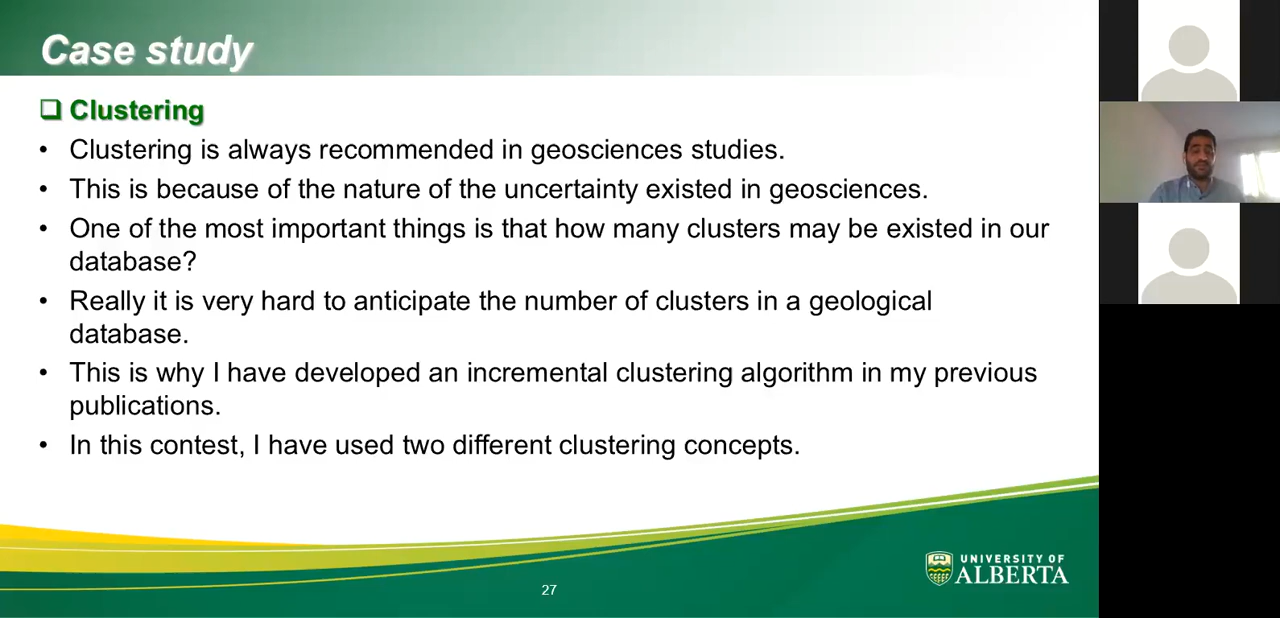 Case study
❑ Clustering
• Clustering is always recommended in geosciences studies.
• This is because of the nature of the uncertainty existed in geosciences.
• One of the most important things is that how many clusters may be existed in our
database?
• Really it is very hard to anticipate the number of clusters in a geological
database.
• This is why I have developed an incremental clustering algorithm in my previous
publications.
• In this contest, I have used two different clustering concepts.
UNIVERSITY OF
ALBERTA
27